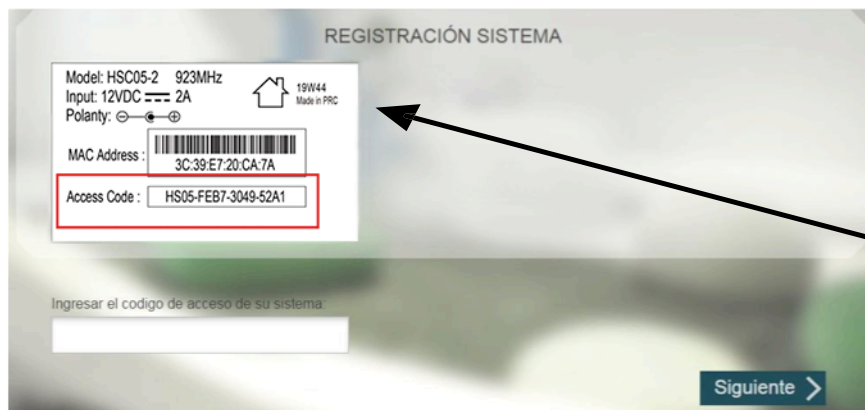 REGISTRACIÓN SISTEMA
Model: HSC05-2 923MHz
Input: 12VDC 2A
Polanty:
19W44
Made in PRC
MAC Address :
3C:39:E7:20:CA:7A
Access Code : HS05-FEB7-3049-52A1
Ingresar el codigo de acceso de su sistema:
Siguiente